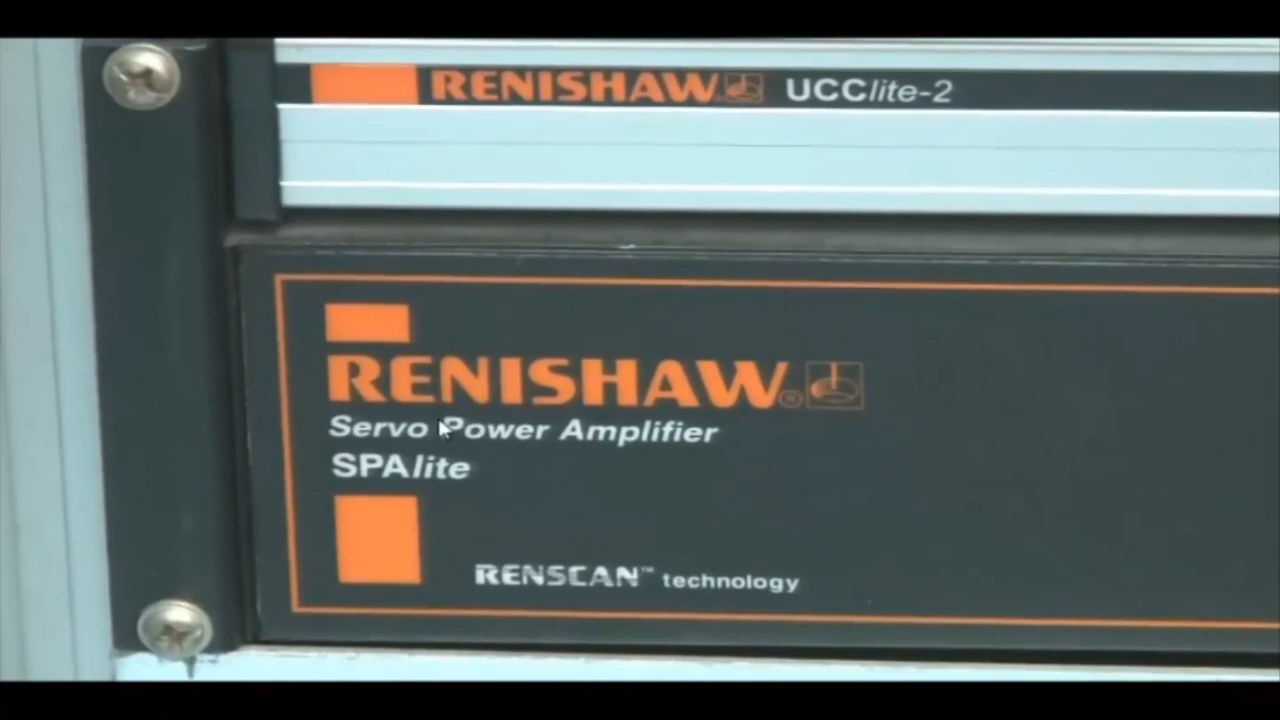 RENISHAW UCClite-2
RENISHAW®
Servo Power Amplifier
SPAlite
RENSCAN™ technology